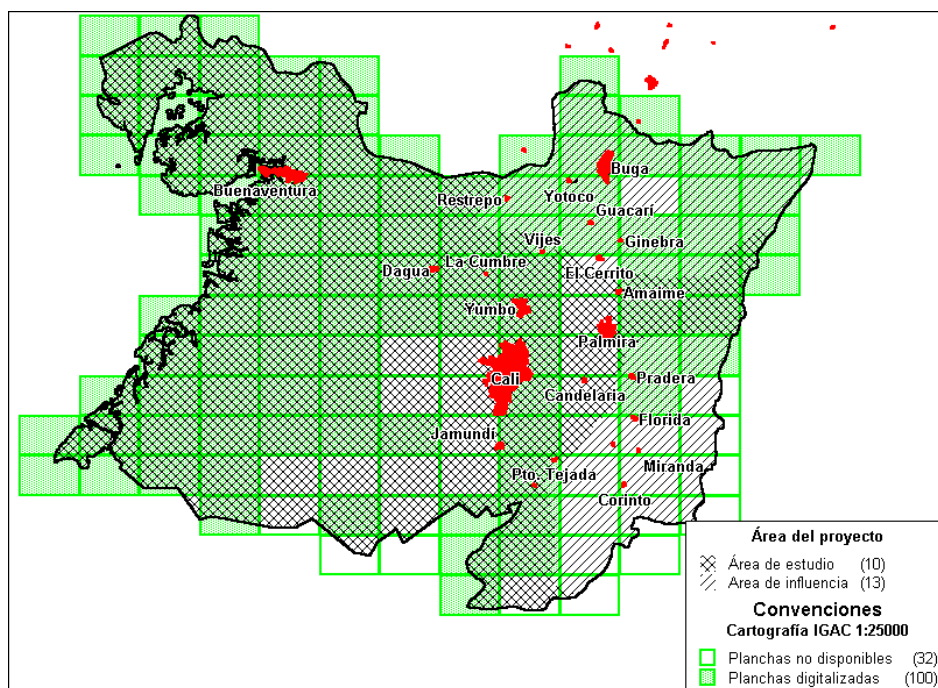 Buga
Buenaventura
Restrepo
Yotoco
Guacarí
Vijes
Ginebra
La Cumbre
Dagua
El Cerrito
Amaime
Yumbo
Palmira
Cali
Candelaria
Pradera
Florida
Jamundí
Pto. Tejada
Miranda
Corinto
Área del proyecto
Área de estudio (10)
Area de influencia (13)
Convenciones
Cartografía IGAC 1:25000
Planchas no disponibles (32)
Planchas digitalizadas (100)